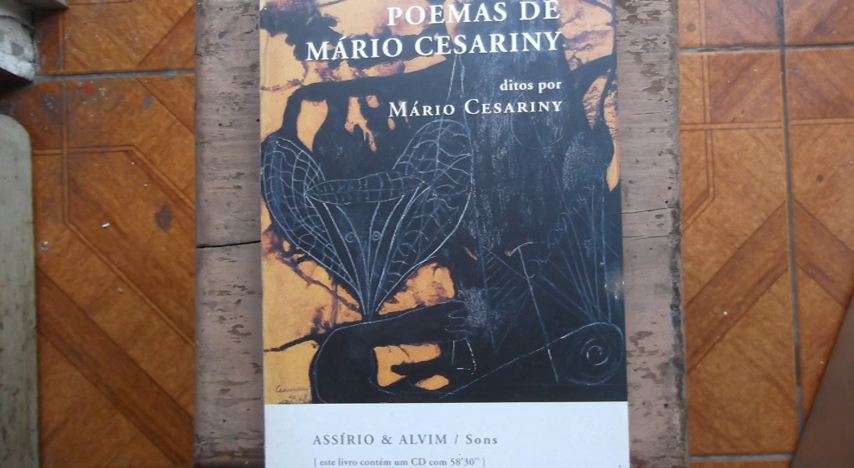 POEMAS DE
MÁRIO CESARINY
ditos por
MÁRIO CESARINY
ASSÍRIO & ALVIM / Sons
[ este livro contém um CD com 58'30" ]